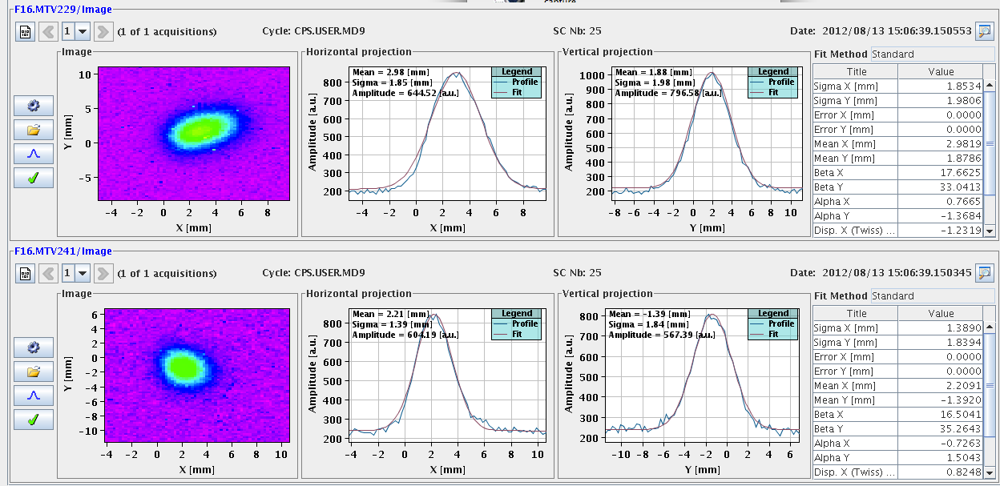 capture
F16.MTV229/Image
1 (1 of 1 acquisitions) Cycle: CPS.USER.MD9 SC Nb: 25 Date: 2012/08/13 15:06:39.150553
Image
10
5
0
-5
Y [mm]
-4 -2 0 2 4 6 8
X [mm]
Horizontal projection
Mean = 2.98 [mm]
Sigma = 1.85 [mm]
Amplitude = 644.52 [a.u.]
Legend
Profile
Fit
800
700
600
500
400
300
200
Amplitude [a.u.]
-4 -2 0 2 4 6 8
X [mm]
Vertical projection
Mean = 1.88 [mm]
Sigma = 1.98 [mm]
Amplitude = 796.58 [a.u.]
Legend
Profile
Fit
1000
900
800
700
600
500
400
300
200
Amplitude [a.u.]
-8 -6 -4 -2 0 2 4 6 8 10
Y [mm]
Fit Method Standard
Title Value
Sigma X [mm] 1.8534
Sigma Y [mm] 1.9806
Error X [mm] 0.0000
Error Y [mm] 0.0000
Mean X [mm] 2.9819
Mean Y [mm] 1.8786
Beta X 17.6625
Beta Y 33.0413
Alpha X 0.7665
Alpha Y -1.3684
Disp. X (Twiss) ... -1.2319
F16.MTV241/Image
1 (1 of 1 acquisitions) Cycle: CPS.USER.MD9 SC Nb: 25 Date: 2012/08/13 15:06:39.150345
Image
6
4
2
0
-2
-4
-6
-8
-10
Y [mm]
-4 -2 0 2 4 6 8 10
X [mm]
Horizontal projection
Mean = 2.21 [mm]
Sigma = 1.39 [mm]
Amplitude = 604.19 [a.u.]
Legend
Profile
Fit
800
700
600
500
400
300
200
Amplitude [a.u.]
-4 -2 0 2 4 6 8 10
X [mm]
Vertical projection
Mean = -1.39 [mm]
Sigma = 1.84 [mm]
Amplitude = 567.39 [a.u.]
Legend
Profile
Fit
800
700
600
500
400
300
200
Amplitude [a.u.]
-10 -8 -6 -4 -2 0 2 4 6
Y [mm]
Fit Method Standard
Title Value
Sigma X [mm] 1.3890
Sigma Y [mm] 1.8394
Error X [mm] 0.0000
Error Y [mm] 0.0000
Mean X [mm] 2.2091
Mean Y [mm] -1.3920
Beta X 16.5041
Beta Y 35.2643
Alpha X -0.7263
Alpha Y 1.5043
Disp. X (Twiss) ... 0.8248